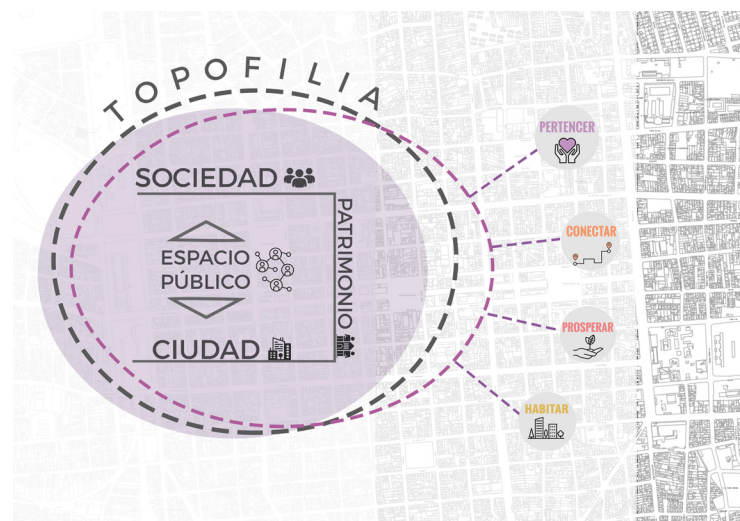 TOPOFILIA
SOCIEDAD
PATRIMONIO
ESPACIO
PÚBLICO
CIUDAD
PERTENCER
CONECTAR
PROSPERAR
HABITAR